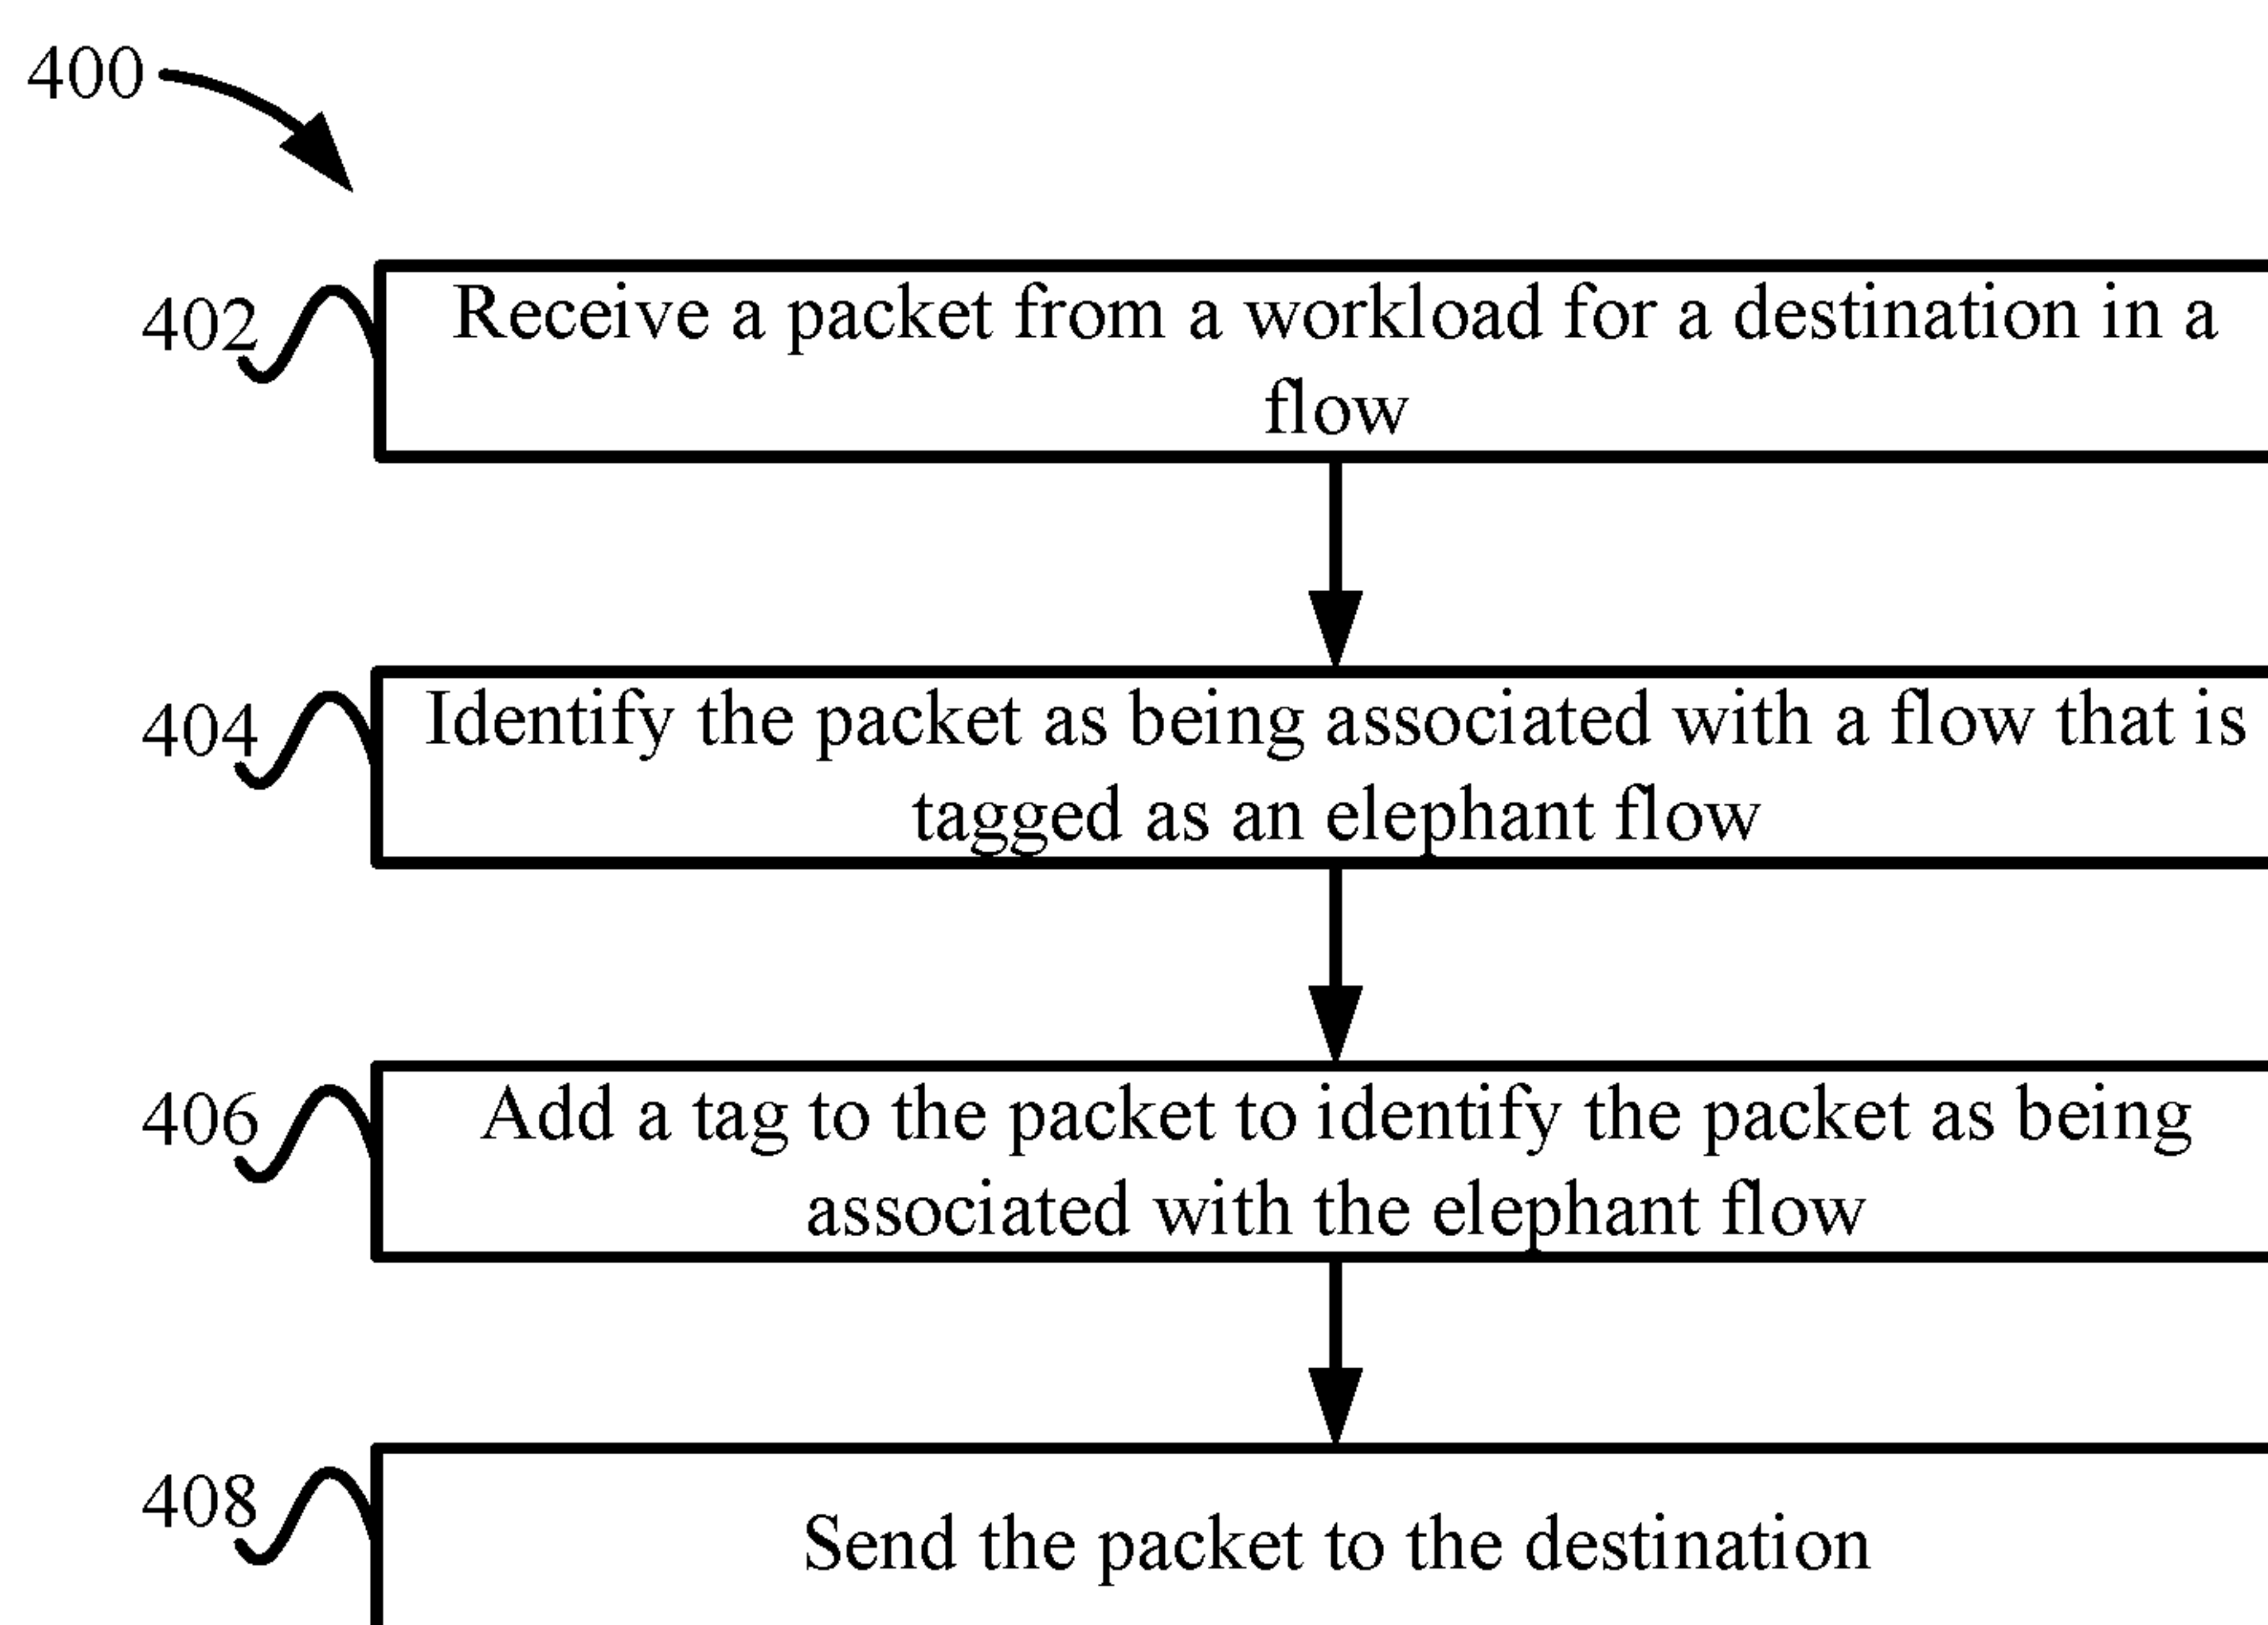 400
402
Receive a packet from a workload for a destination in a
flow
404
Identify the packet as being associated with a flow that is
tagged as an elephant flow
406
Add a tag to the packet to identify the packet as being
associated with the elephant flow
408
Send the packet to the destination